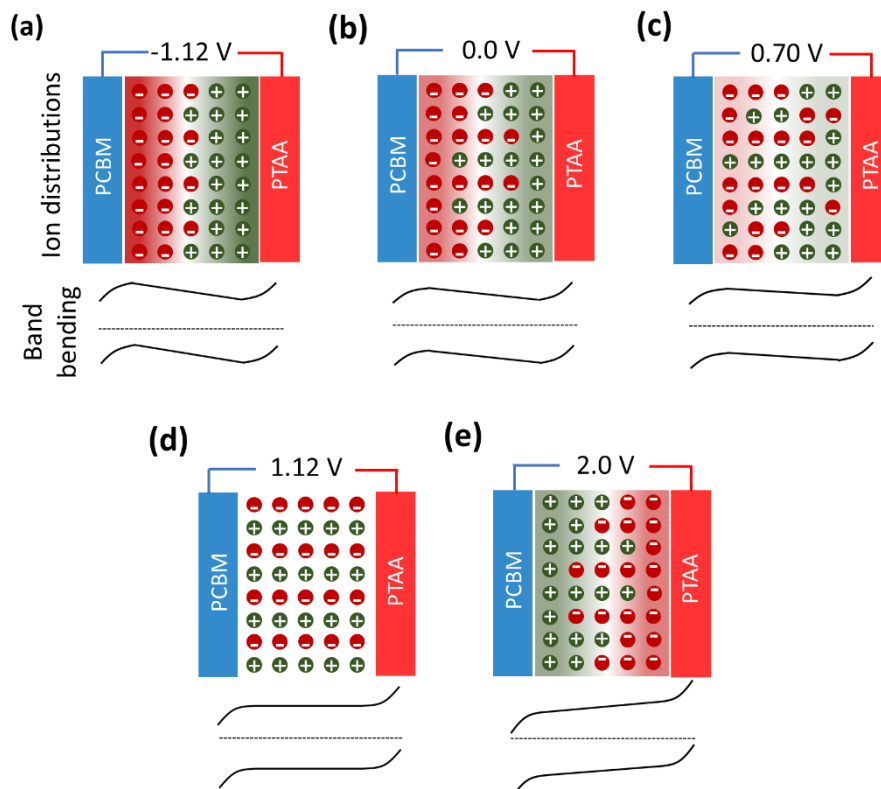 (a)
-1.12 V
(b)
0.0 V
(c)
0.70 V
Ion distributions
PCBM
PTAA
PCBM
PTAA
PCBM
PTAA
Band
bending
(d)
1.12 V
(e)
2.0 V
PCBM
PTAA
PCBM
PTAA